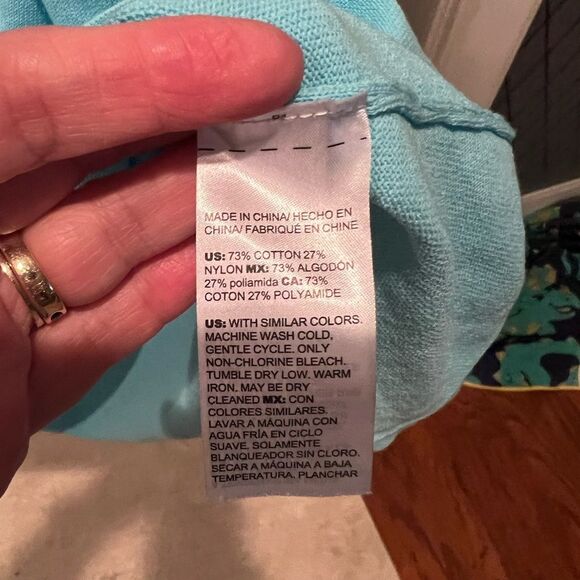 MADE IN CHINA/ HECHO EN
CHINA/ FABRIQUÉ EN CHINE
US: 73% COTTON 27%
NYLON MX: 73% ALGODÓN
27% poliamida CA: 73%
COTON 27% POLYAMIDE
US: WITH SIMILAR COLORS.
MACHINE WASH COLD,
GENTLE CYCLE. ONLY
NON-CHLORINE BLEACH.
TUMBLE DRY LOW. WARM
IRON. MAY BE DRY
CLEANED MX: CON
COLORES SIMILARES.
LAVAR A MÁQUINA CON
AGUA FRÍA EN CICLO
SUAVE. SOLAMENTE
BLANQUEADOR SIN CLORO.
SECAR A MÁQUINA A BAJA
TEMPERATURA. PLANCHAR